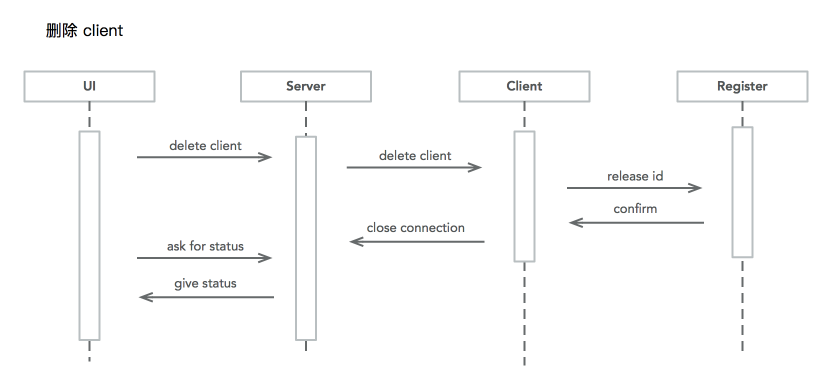 删除 client
UI
Server
Client
Register
delete client
delete client
release id
confirm
close connection
ask for status
give status